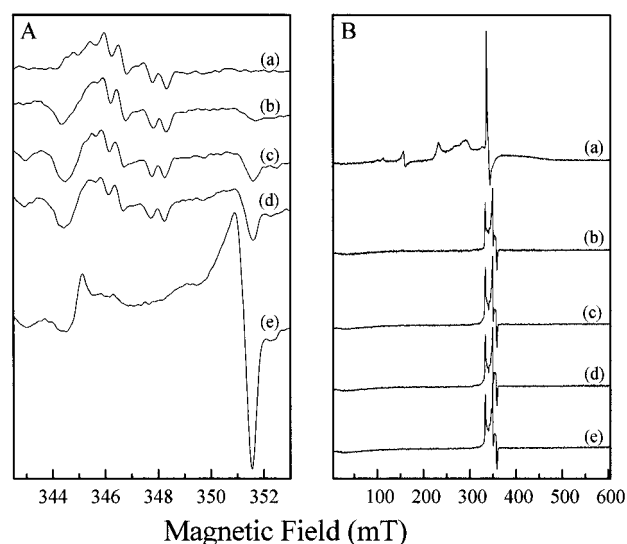 A
(a)
(b)
(c)
(d)
(e)
344 346 348 350 352
B
(a)
(b)
(c)
(d)
(e)
100 200 300 400 500 600
Magnetic Field (mT)